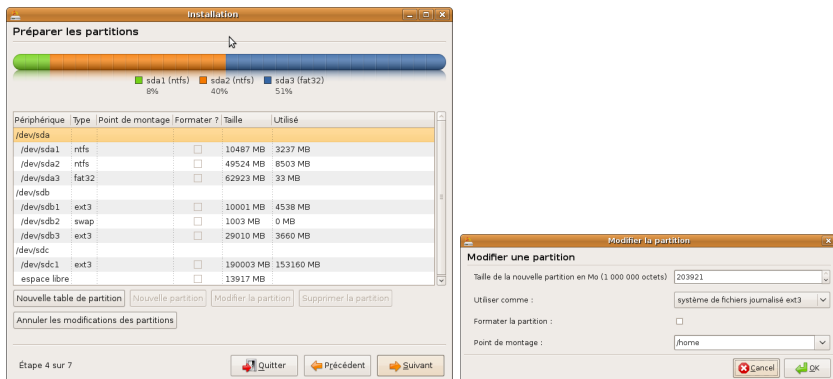 Installation
Préparer les partitions
sda1 (ntfs) sda2 (ntfs) sda3 (fat32)
8% 40% 51%
Périphérique Type Point de montage Formater ? Taille Utilisé
/dev/sda
/dev/sda1 ntfs 10487 MB 3237 MB
/dev/sda2 ntfs 49524 MB 8503 MB
/dev/sda3 fat32 62923 MB 33 MB
/dev/sdb
/dev/sdb1 ext3 10001 MB 4538 MB
/dev/sdb2 swap 1003 MB 0 MB
/dev/sdb3 ext3 29010 MB 3660 MB
/dev/sdc
/dev/sdc1 ext3 190003 MB 153160 MB
espace libre 13917 MB
Nouvelle table de partition Nouvelle partition Modifier la partition Supprimer la partition
Annuler les modifications des partitions
Étape 4 sur 7 Quitter Précédent Suivant
Modifier la partition
Modifier une partition
Taille de la nouvelle partition en Mo (1 000 000 octets) 203921
Utiliser comme : système de fichiers journalisé ext3
Formater la partition :
Point de montage : /home
Cancel OK